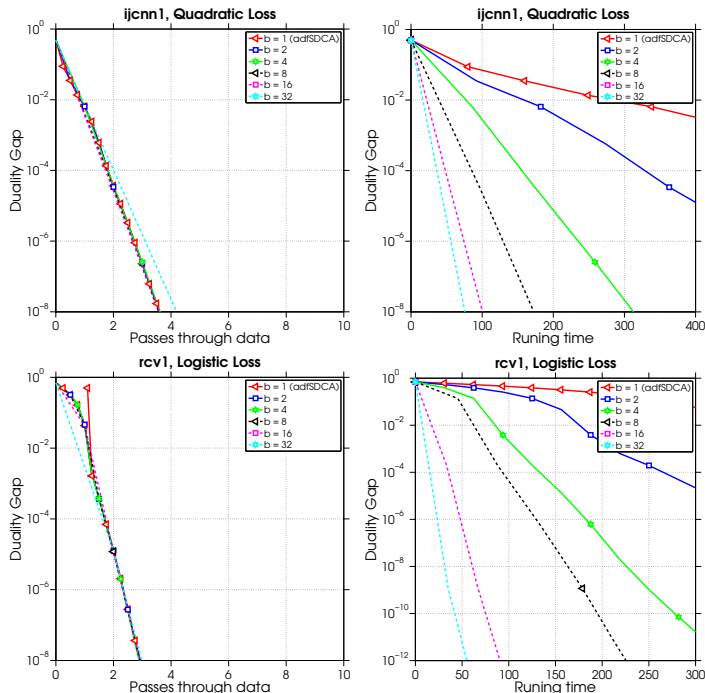 ijcnn1, Quadratic Loss
b = 1 (adfSDCA)
b = 2
b = 4
b = 8
b = 16
b = 32
Duality Gap
10^0
10^−2
10^−4
10^−6
10^−8
0 2 4 6 8 10
Passes through data
ijcnn1, Quadratic Loss
b = 1 (adfSDCA)
b = 2
b = 4
b = 8
b = 16
b = 32
Duality Gap
10^0
10^−2
10^−4
10^−6
10^−8
0 100 200 300 400
Runing time
rcv1, Logistic Loss
b = 1 (adfSDCA)
b = 2
b = 4
b = 8
b = 16
b = 32
Duality Gap
10^0
10^−2
10^−4
10^−6
10^−8
0 2 4 6 8 10
Passes through data
rcv1, Logistic Loss
b = 1 (adfSDCA)
b = 2
b = 4
b = 8
b = 16
b = 32
Duality Gap
10^0
10^−2
10^−4
10^−6
10^−8
10^−10
10^−12
0 50 100 150 200 250 300
Runing time